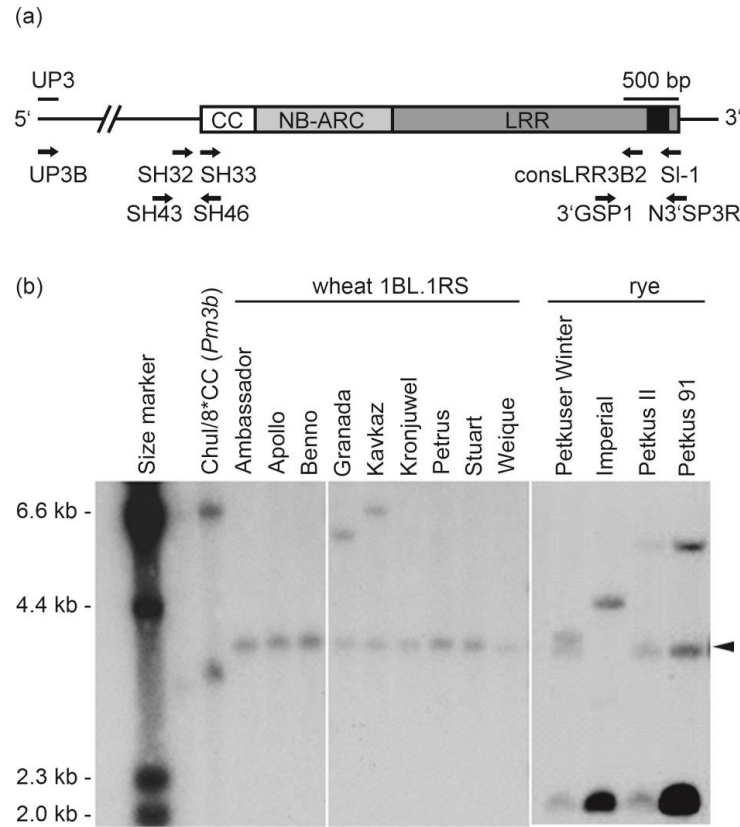 (a)
UP3
500 bp
5‘
CC
NB-ARC
LRR
3‘
UP3B
SH32
SH33
consLRR3B2
SI-1
SH43
SH46
3‘GSP1
N3‘SP3R
(b)
wheat 1BL.1RS
rye
Size marker
Chul/8*CC (Pm3b)
Ambassador
Apollo
Benno
Granada
Kavkaz
Kronjuwel
Petrus
Stuart
Weique
Petkuser Winter
Imperial
Petkus II
Petkus 91
6.6 kb -
4.4 kb -
2.3 kb -
2.0 kb -